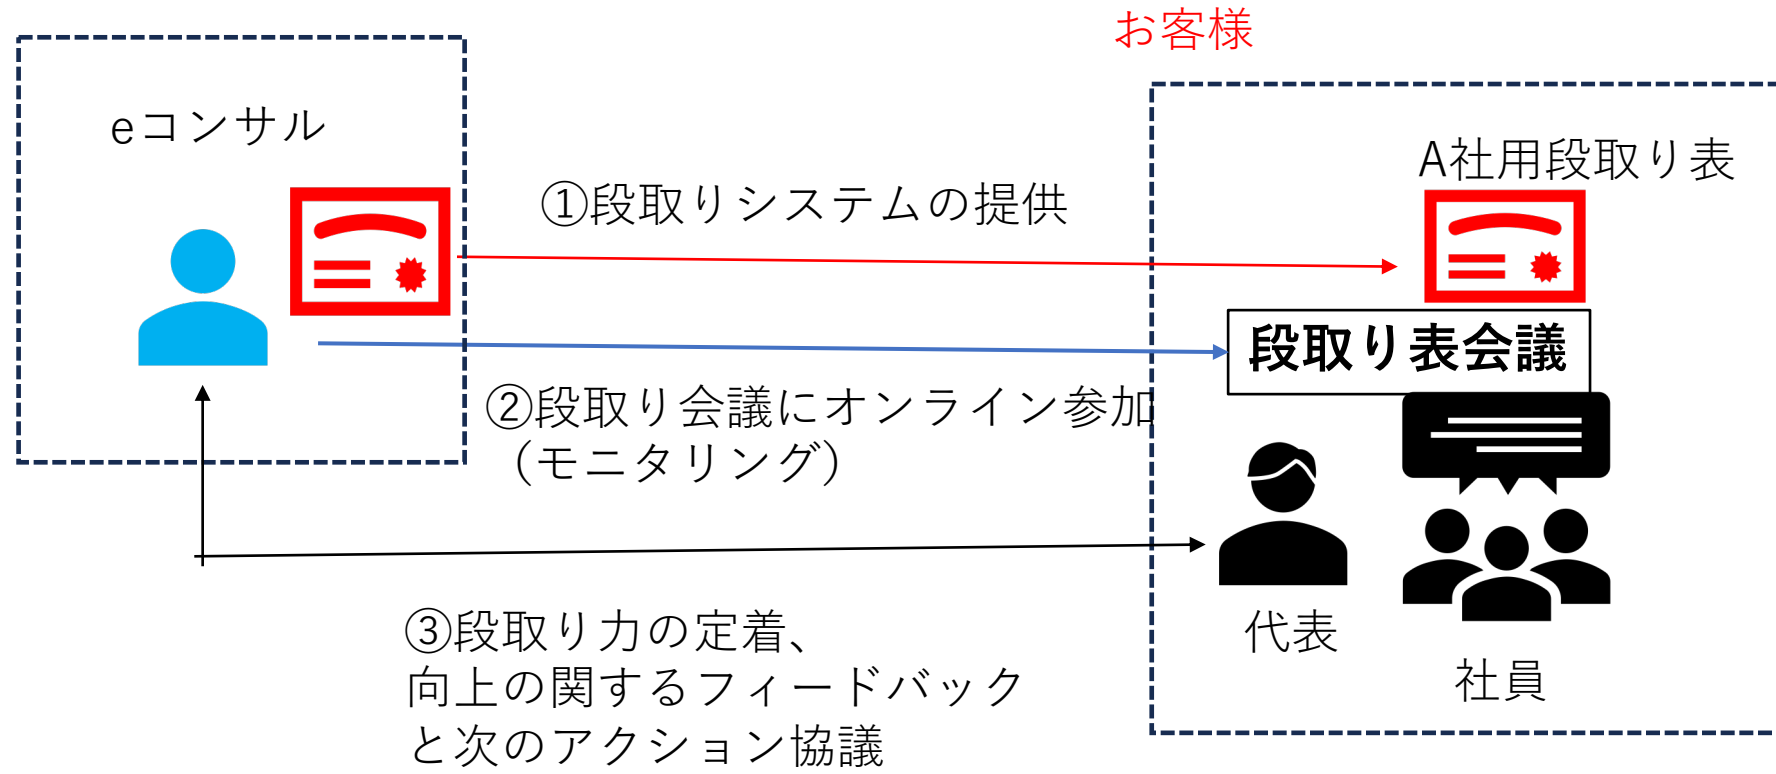 お客様
eコンサル
A社用段取り表
①段取りシステムの提供
段取り表会議
②段取り会議にオンライン参加
（モニタリング）
③段取り力の定着、
向上の関するフィードバック
と次のアクション協議
代表
社員